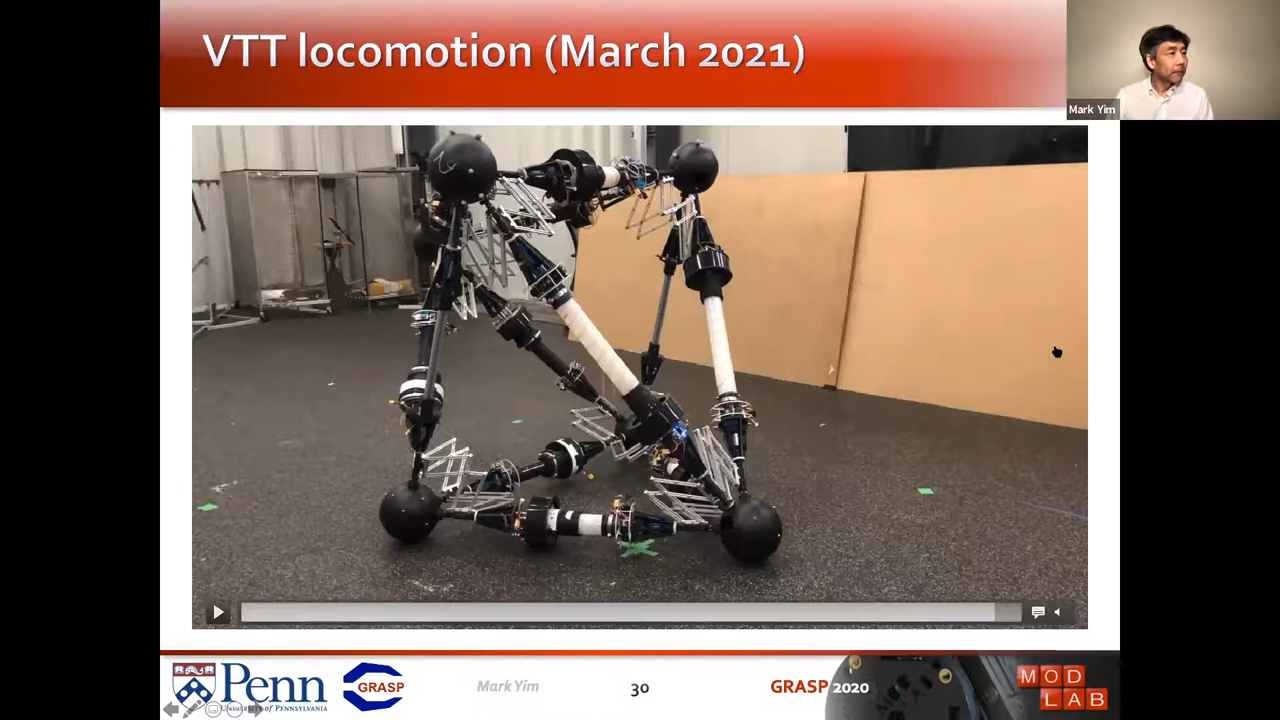 VTT locomotion (March 2021)
Mark Yim
Penn
UNIVERSITY OF PENNSYLVANIA
GRASP
Mark Yim
30
GRASP 2020
MOD
LAB